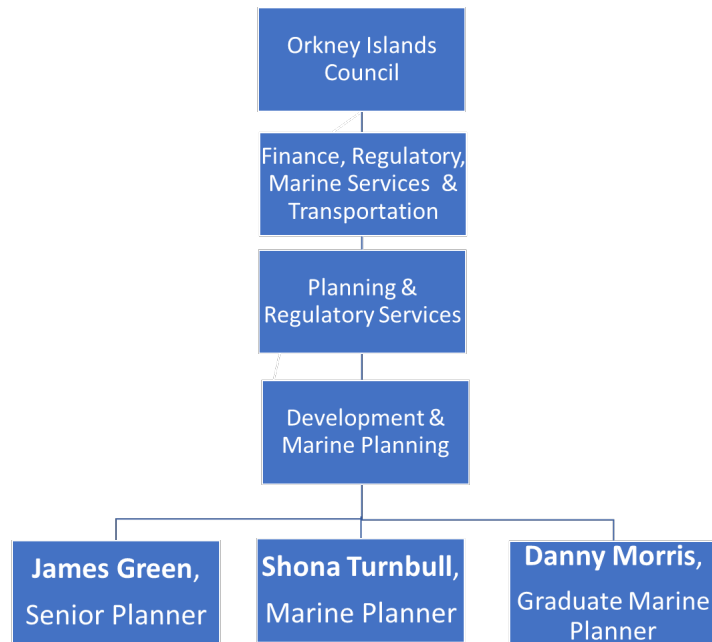 Orkney Islands
Council
Finance, Regulatory,
Marine Services &
Transportation
Planning &
Regulatory Services
Development &
Marine Planning
James Green,
Senior Planner
Shona Turnbull,
Marine Planner
Danny Morris,
Graduate Marine
Planner